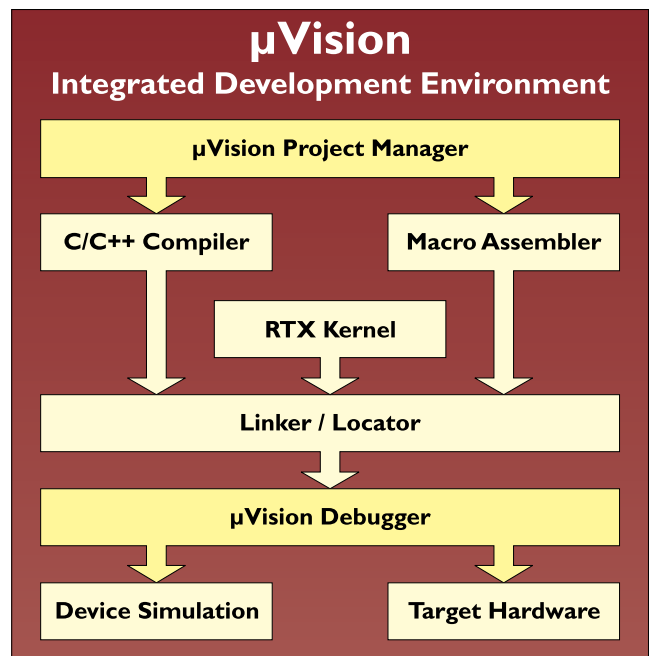 µVision
Integrated Development Environment
µVision Project Manager
C/C++ Compiler
Macro Assembler
RTX Kernel
Linker / Locator
µVision Debugger
Device Simulation
Target Hardware